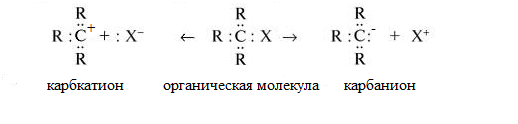 R R R
R :C+ + : X⁻ ← R :C : X → R :C:⁻ + X⁺
R R R
карбкатион органическая молекула карбанион